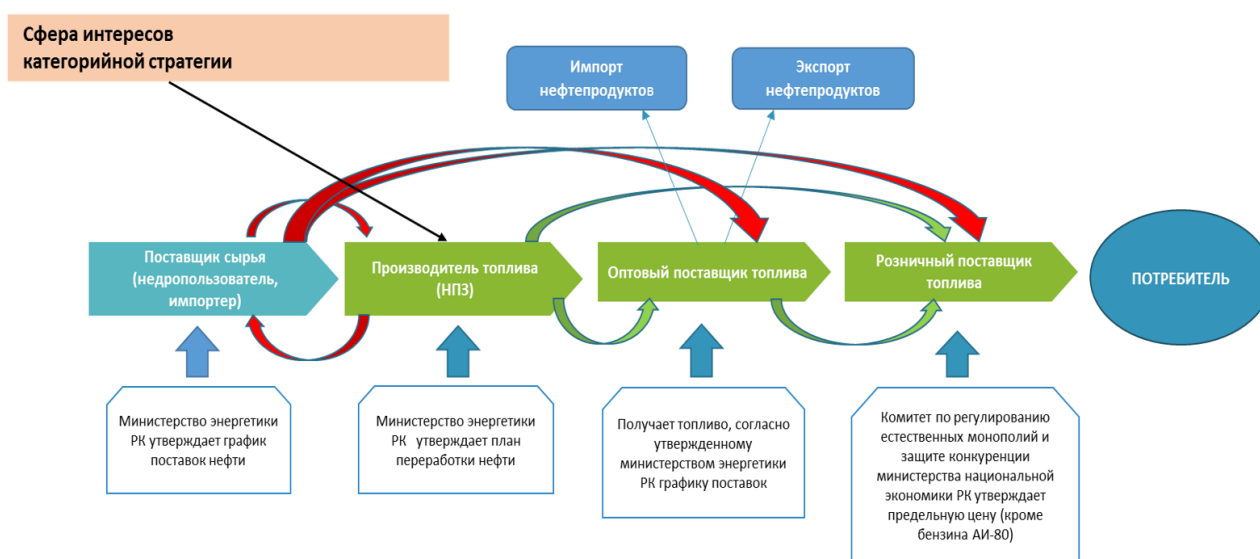 Сфера интересов
категорийной стратегии
Импорт
нефтепродуктов
Экспорт
нефтепродуктов
Поставщик сырья
(недропользователь,
импортер)
Производитель топлива
(НПЗ)
Оптовый поставщик топлива
Розничный поставщик
топлива
ПОТРЕБИТЕЛЬ
Министерство энергетики
РК утверждает график
поставок нефти
Министерство энергетики
РК утверждает план
переработки нефти
Получает топливо, согласно
утвержденному
министерством энергетики
РК графику поставок
Комитет по регулированию
естественных монополий и
защите конкуренции
министерства национальной
экономики РК утверждает
предельную цену (кроме
бензина АИ-80)